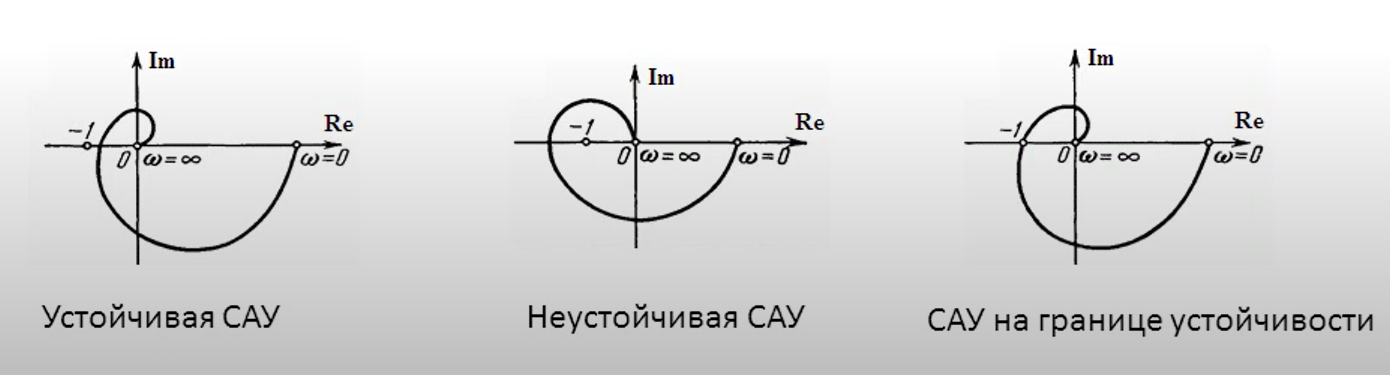 Im
-1
Re
0
ω=∞
ω=0
Устойчивая САУ
Im
-1
Re
0
ω=∞
ω=0
Неустойчивая САУ
Im
-1
Re
0
ω=∞
ω=0
САУ на границе устойчивости